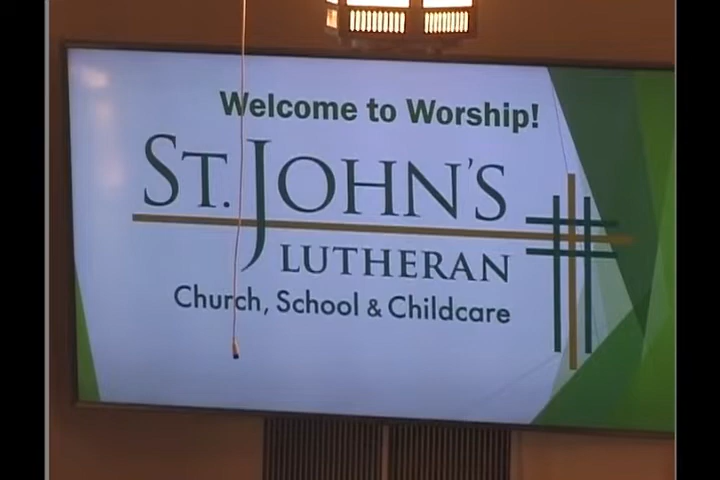 Welcome to Worship!
ST. JOHN'S
LUTHERAN
Church, School & Childcare